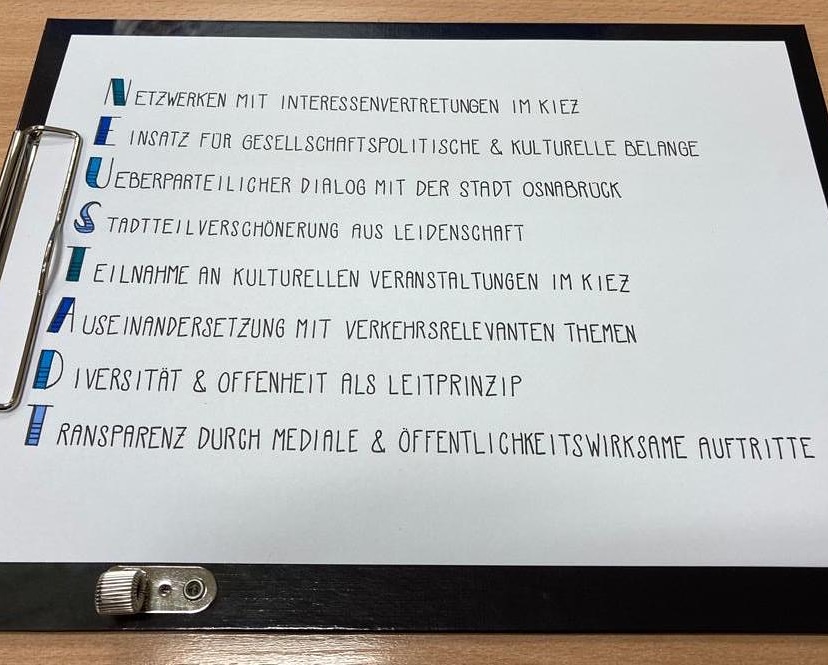 NETZWERKEN MIT INTERESSENVERTRETUNGEN IM KIEZ
EINSATZ FÜR GESELLSCHAFTSPOLITISCHE & KULTURELLE BELANGE
UEBERPARTEILICHER DIALOG MIT DER STADT OSNABRÜCK
STADTTEILVERSCHÖNERUNG AUS LEIDENSCHAFT
TEILNAHME AN KULTURELLEN VERANSTALTUNGEN IM KIEZ
AUSEINANDERSETZUNG MIT VERKEHRSRELEVANTEN THEMEN
DIVERSITÄT & OFFENHEIT ALS LEITPRINZIP
TRANSPARENZ DURCH MEDIALE & ÖFFENTLICHKEITSWIRKSAME AUFTRITTE